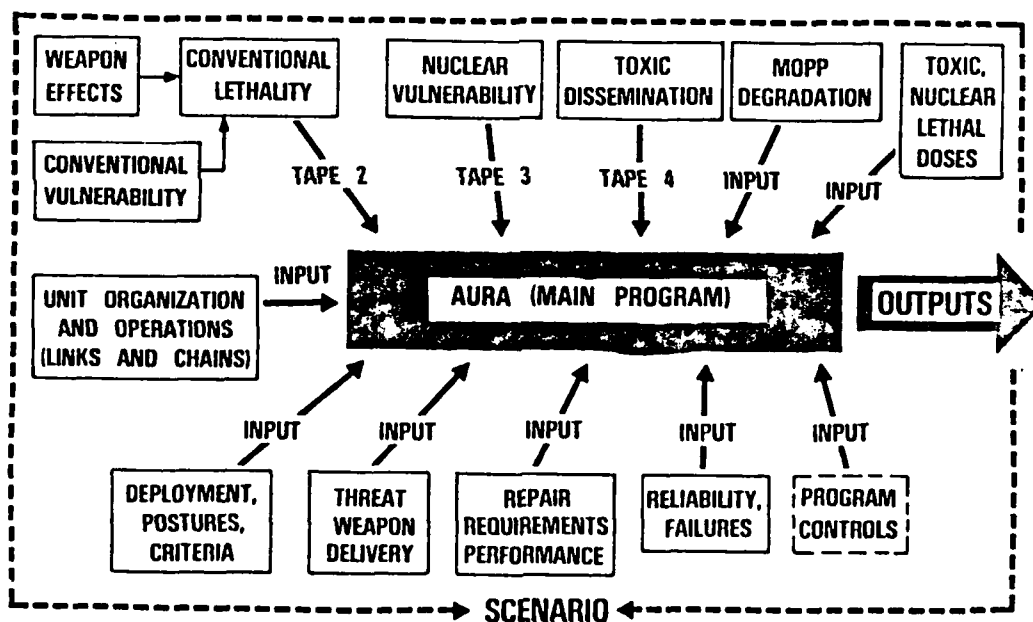 WEAPON
EFFECTS
CONVENTIONAL
LETHALITY
NUCLEAR
VULNERABILITY
TOXIC
DISSEMINATION
MOPP
DEGRADATION
TOXIC,
NUCLEAR
LETHAL
DOSES
CONVENTIONAL
VULNERABILITY
TAPE 2
TAPE 3
TAPE 4
INPUT
INPUT
UNIT ORGANIZATION
AND OPERATIONS
(LINKS AND CHAINS)
INPUT
AURA (MAIN PROGRAM)
OUTPUTS
INPUT
INPUT
INPUT
INPUT
INPUT
DEPLOYMENT,
POSTURES,
CRITERIA
THREAT
WEAPON
DELIVERY
REPAIR
REQUIREMENTS
PERFORMANCE
RELIABILITY,
FAILURES
PROGRAM
CONTROLS
SCENARIO